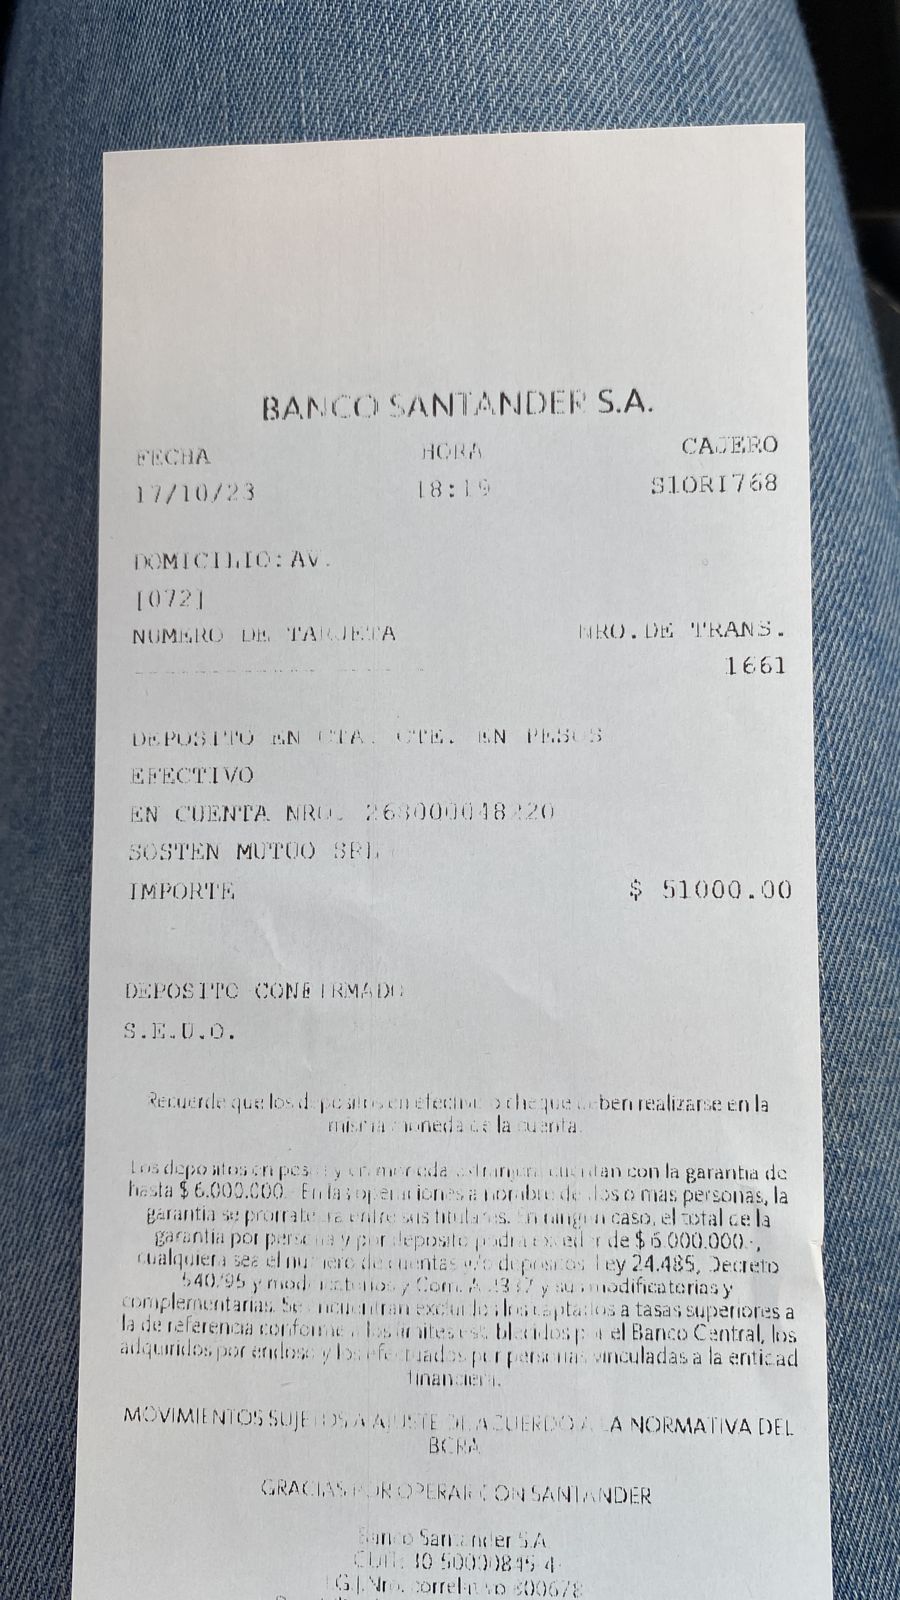 BANCO SANTANDER S.A.
FECHA HORA CAJERO
17/10/23 18:19 S1ORI768
DOMICILIO: AV.
[072]
NUMERO DE TARJETA NRO.DE TRANS.
1661
DEPOSITO EN CTA. CTE. EN PESOS
EFECTIVO
EN CUENTA NRO.
SOSTEN MUTUO SRL
IMPORTE $ 51000.00
DEPOSITO CONFIRMADO
S.E.U.O.
Recuerde que los depositos en efectivo o cheque deben realizarse en la
misma moneda de la cuenta.
Los depositos en pesos y en moneda extranjera cuentan con la garantia de
hasta $ 6.000.000.- En las operaciones a nombre de dos o mas personas, la
garantia se prorrateara entre sus titulares. En ningun caso, el total de la
garantia por persona y por deposito podra exceder de $ 6.000.000.-,
cualquiera sea el numero de cuentas y/o depositos. Ley 24.485, Decreto
540/95 y modificatorios y Com. A y sus modificatorias y
complementarias. Se encuentran excluidos los captados a tasas superiores a
la de referencia conforme a los limites establecidos por el Banco Central, los
adquiridos por endoso y los efectuados por personas vinculadas a la entidad
financiera.
MOVIMIENTOS SUJETOS A AJUSTE DE ACUERDO A LA NORMATIVA DEL
BCRA
GRACIAS POR OPERAR CON SANTANDER
Banco Santander S.A.
CUIT:
I.G.J. Nro. correlativo